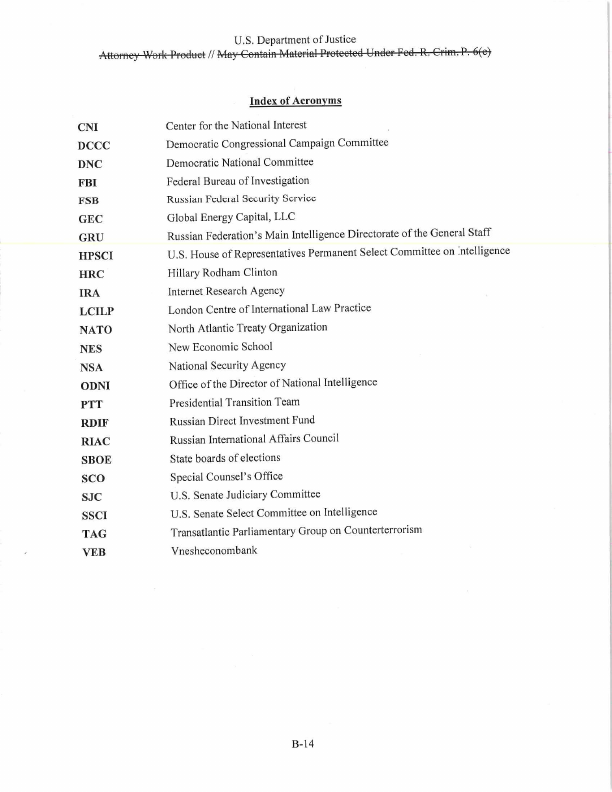 U.S. Department of Justice
Attorney Work Product // May Contain Material Protected Under Fed. R. Crim. P. 6(e)
Index of Acronyms
CNI Center for the National Interest
DCCC Democratic Congressional Campaign Committee
DNC Democratic National Committee
FBI Federal Bureau of Investigation
FSB Russian Federal Security Service
GEC Global Energy Capital, LLC
GRU Russian Federation's Main Intelligence Directorate of the General Staff
HPSCI U.S. House of Representatives Permanent Select Committee on Intelligence
HRC Hillary Rodham Clinton
IRA Internet Research Agency
LCILP London Centre of International Law Practice
NATO North Atlantic Treaty Organization
NES New Economic School
NSA National Security Agency
ODNI Office of the Director of National Intelligence
PTT Presidential Transition Team
RDIF Russian Direct Investment Fund
RIAC Russian International Affairs Council
SBOE State boards of elections
SCO Special Counsel's Office
SJC U.S. Senate Judiciary Committee
SSCI U.S. Senate Select Committee on Intelligence
TAG Transatlantic Parliamentary Group on Counterterrorism
VEB Vnesheconombank
B-14